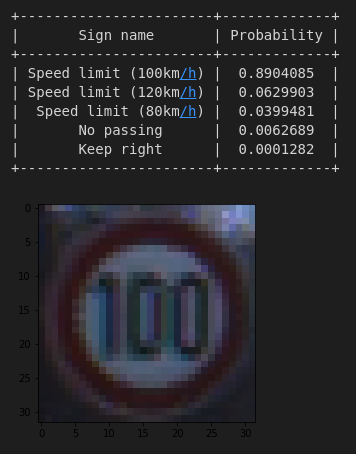 +-----------------------+-------------+
| Sign name | Probability |
+-----------------------+-------------+
| Speed limit (100km/h) | 0.8904085 |
| Speed limit (120km/h) | 0.0629903 |
| Speed limit (80km/h) | 0.0399481 |
| No passing | 0.0062689 |
| Keep right | 0.0001282 |
+-----------------------+-------------+
0
5
10
15
20
25
30
100
0 5 10 15 20 25 30